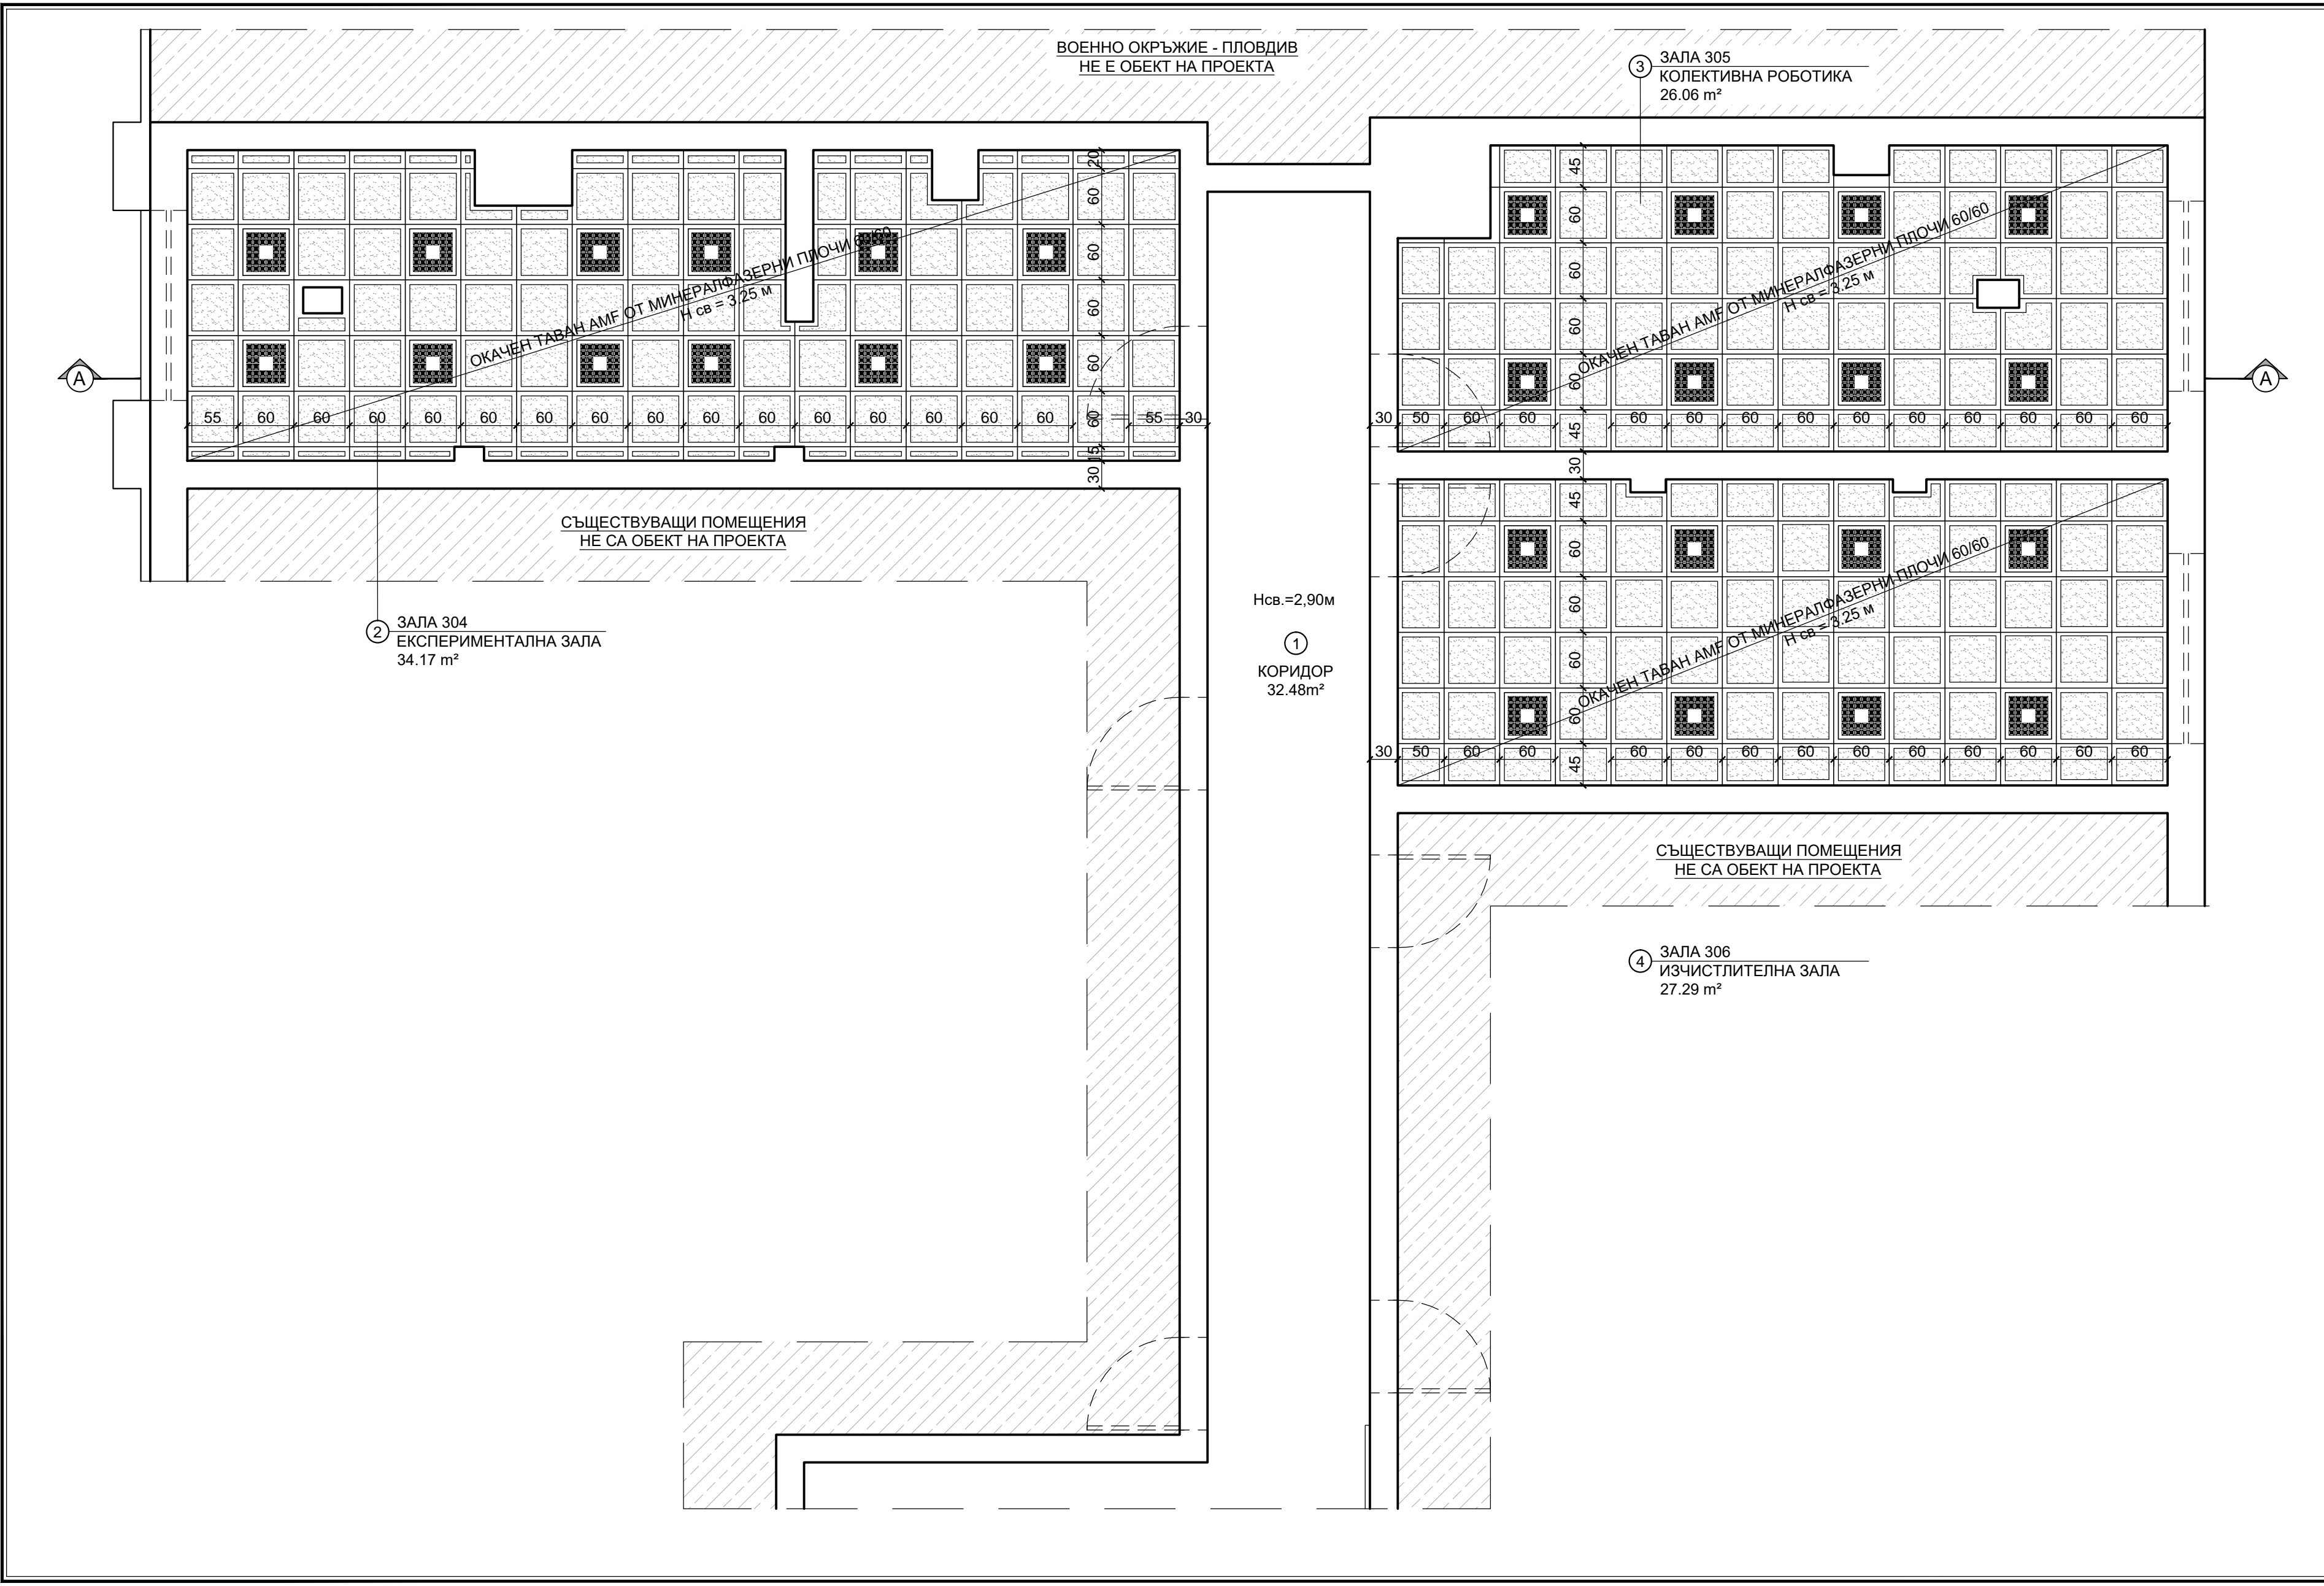 ВОЕННО ОКРЪЖИЕ - ПЛОВДИВ
НЕ Е ОБЕКТ НА ПРОЕКТА
3
ЗАЛА 305
КОЛЕКТИВНА РОБОТИКА
26.06 m²
20
60
60
60
60
60
15
30
ОКАЧЕН ТАВАН AMF ОТ МИНЕРАЛФАЗЕРНИ ПЛОЧИ 60/60
Н св = 3.25 м
A
55 60 60 60 60 60 60 60 60 60 60 60 60 60 60 60 55 30
45
60
60
60
60
45
30
ОКАЧЕН ТАВАН AMF ОТ МИНЕРАЛФАЗЕРНИ ПЛОЧИ 60/60
Н св = 3.25 м
A
30 50 60 60 60 60 60 60 60 60 60 60 60 60
СЪЩЕСТВУВАЩИ ПОМЕЩЕНИЯ
НЕ СА ОБЕКТ НА ПРОЕКТА
45
60
60
60
60
45
ОКАЧЕН ТАВАН AMF ОТ МИНЕРАЛФАЗЕРНИ ПЛОЧИ 60/60
Н св = 3.25 м
30 50 60 60 60 60 60 60 60 60 60 60 60 60
2
ЗАЛА 304
ЕКСПЕРИМЕНТАЛНА ЗАЛА
34.17 m²
Нсв.=2,90м
1
КОРИДОР
32.48m²
СЪЩЕСТВУВАЩИ ПОМЕЩЕНИЯ
НЕ СА ОБЕКТ НА ПРОЕКТА
4
ЗАЛА 306
ИЗЧИСТЛИТЕЛНА ЗАЛА
27.29 m²